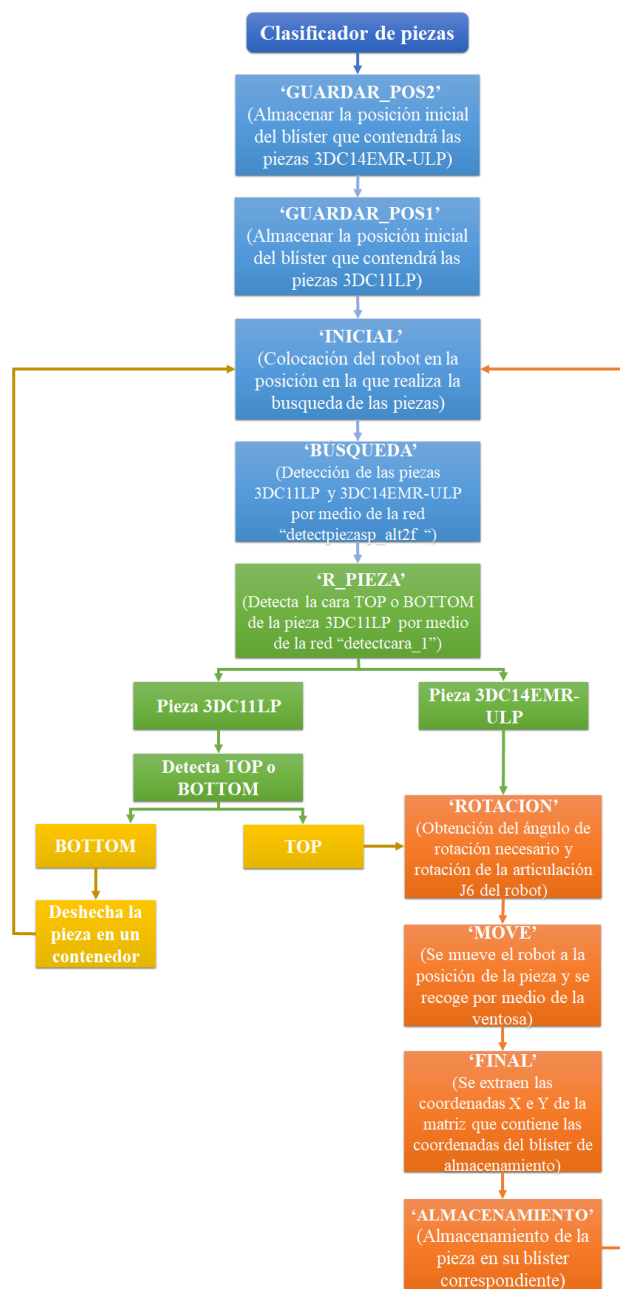 Clasificador de piezas
‘GUARDAR_POS2’
(Almacenar la posición inicial
del blíster que contendrá las
piezas 3DC14EMR-ULP)
‘GUARDAR_POS1’
(Almacenar la posición inicial
del blíster que contendrá las
piezas 3DC11LP)
‘INICIAL’
(Colocación del robot en la
posición en la que realiza la
busqueda de las piezas)
‘BÚSQUEDA’
(Detección de las piezas
3DC11LP y 3DC14EMR-ULP
por medio de la red
“detectpiezasp_alt2f “)
‘R_PIEZA’
(Detecta la cara TOP o BOTTOM
de la pieza 3DC11LP por medio
de la red “detectcara_1”)
Pieza 3DC11LP
Pieza 3DC14EMR-
ULP
Detecta TOP o
BOTTOM
BOTTOM
TOP
‘ROTACION’
(Obtención del ángulo de
rotación necesario y
rotación de la articulación
J6 del robot)
Deshecha la
pieza en un
contenedor
‘MOVE’
(Se mueve el robot a la
posición de la pieza y se
recoge por medio de la
ventosa)
‘FINAL’
(Se extraen las
coordenadas X e Y de la
matriz que contiene las
coordenadas del blíster de
almacenamiento)
‘ALMACENAMIENTO’
(Almacenamiento de la
pieza en su blíster
correspondiente)